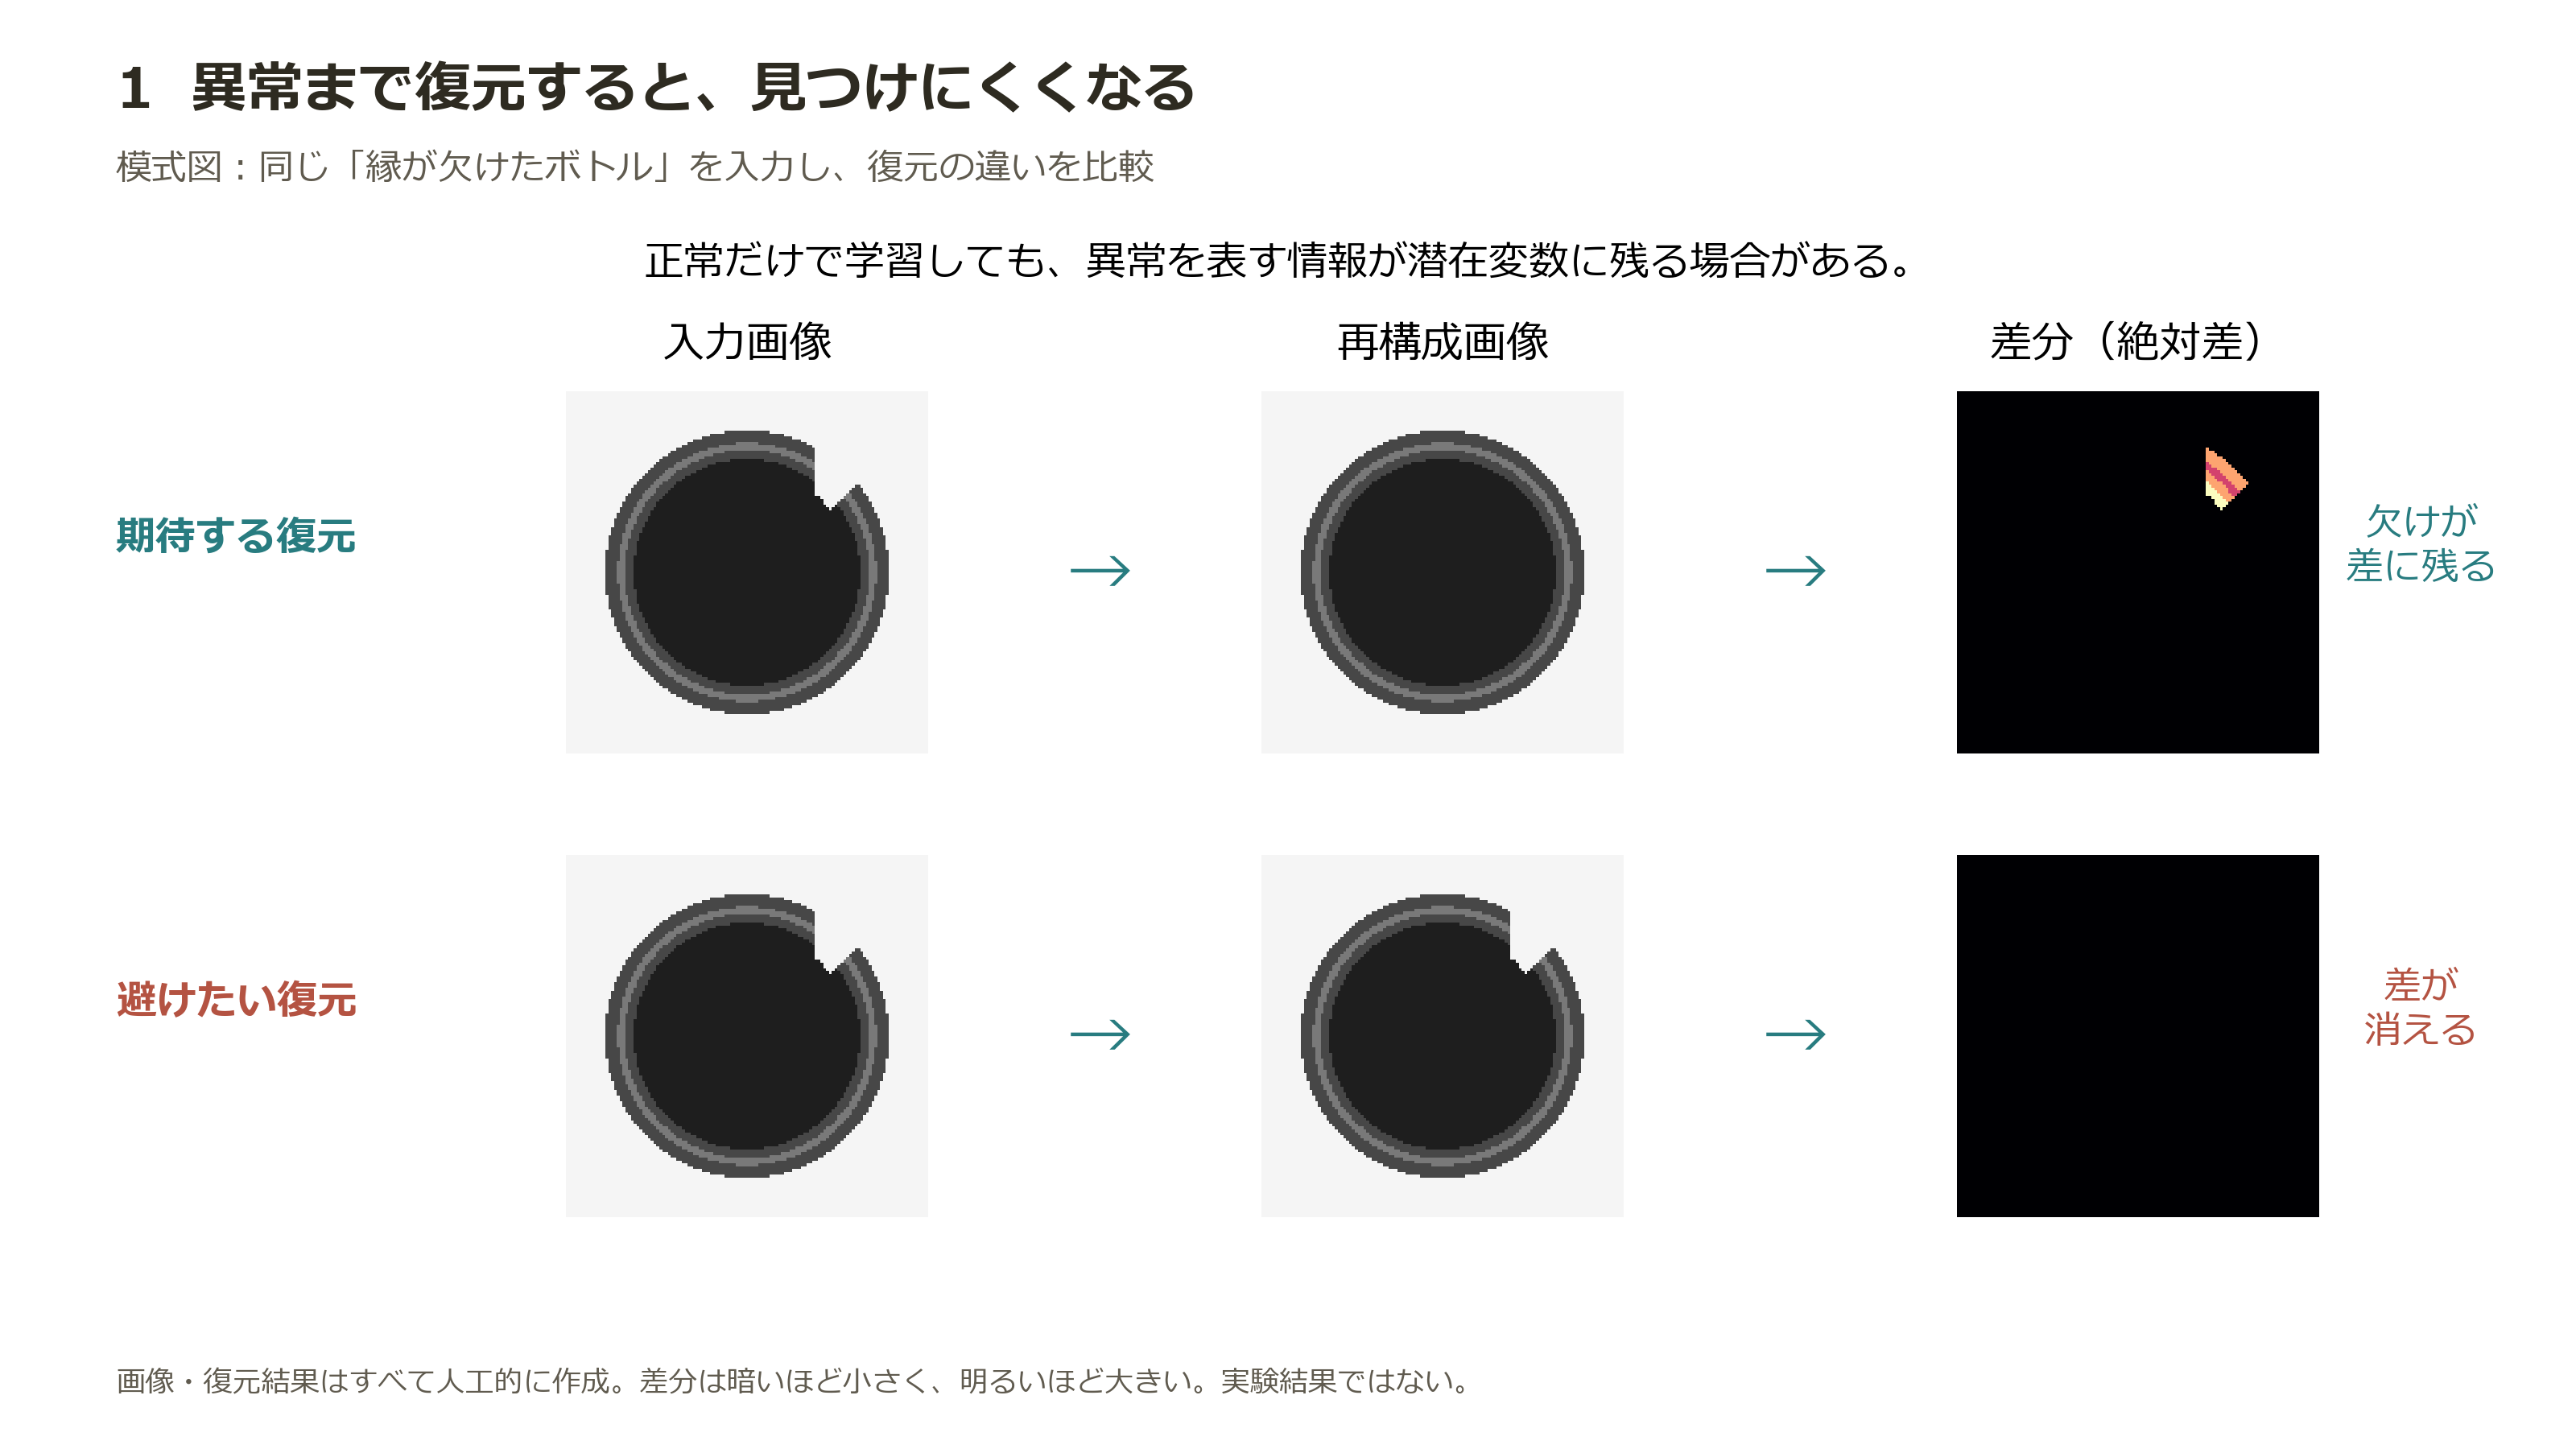 1 異常まで復元すると、見つけにくくなる
模式図：同じ「縁が欠けたボトル」を入力し、復元の違いを比較
正常だけで学習しても、異常を表す情報が潜在変数に残る場合がある。
入力画像
再構成画像
差分（絶対差）
期待する復元
→
→
欠けが
差に残る
避けたい復元
→
→
差が
消える
画像・復元結果はすべて人工的に作成。差分は暗いほど小さく、明るいほど大きい。実験結果ではない。